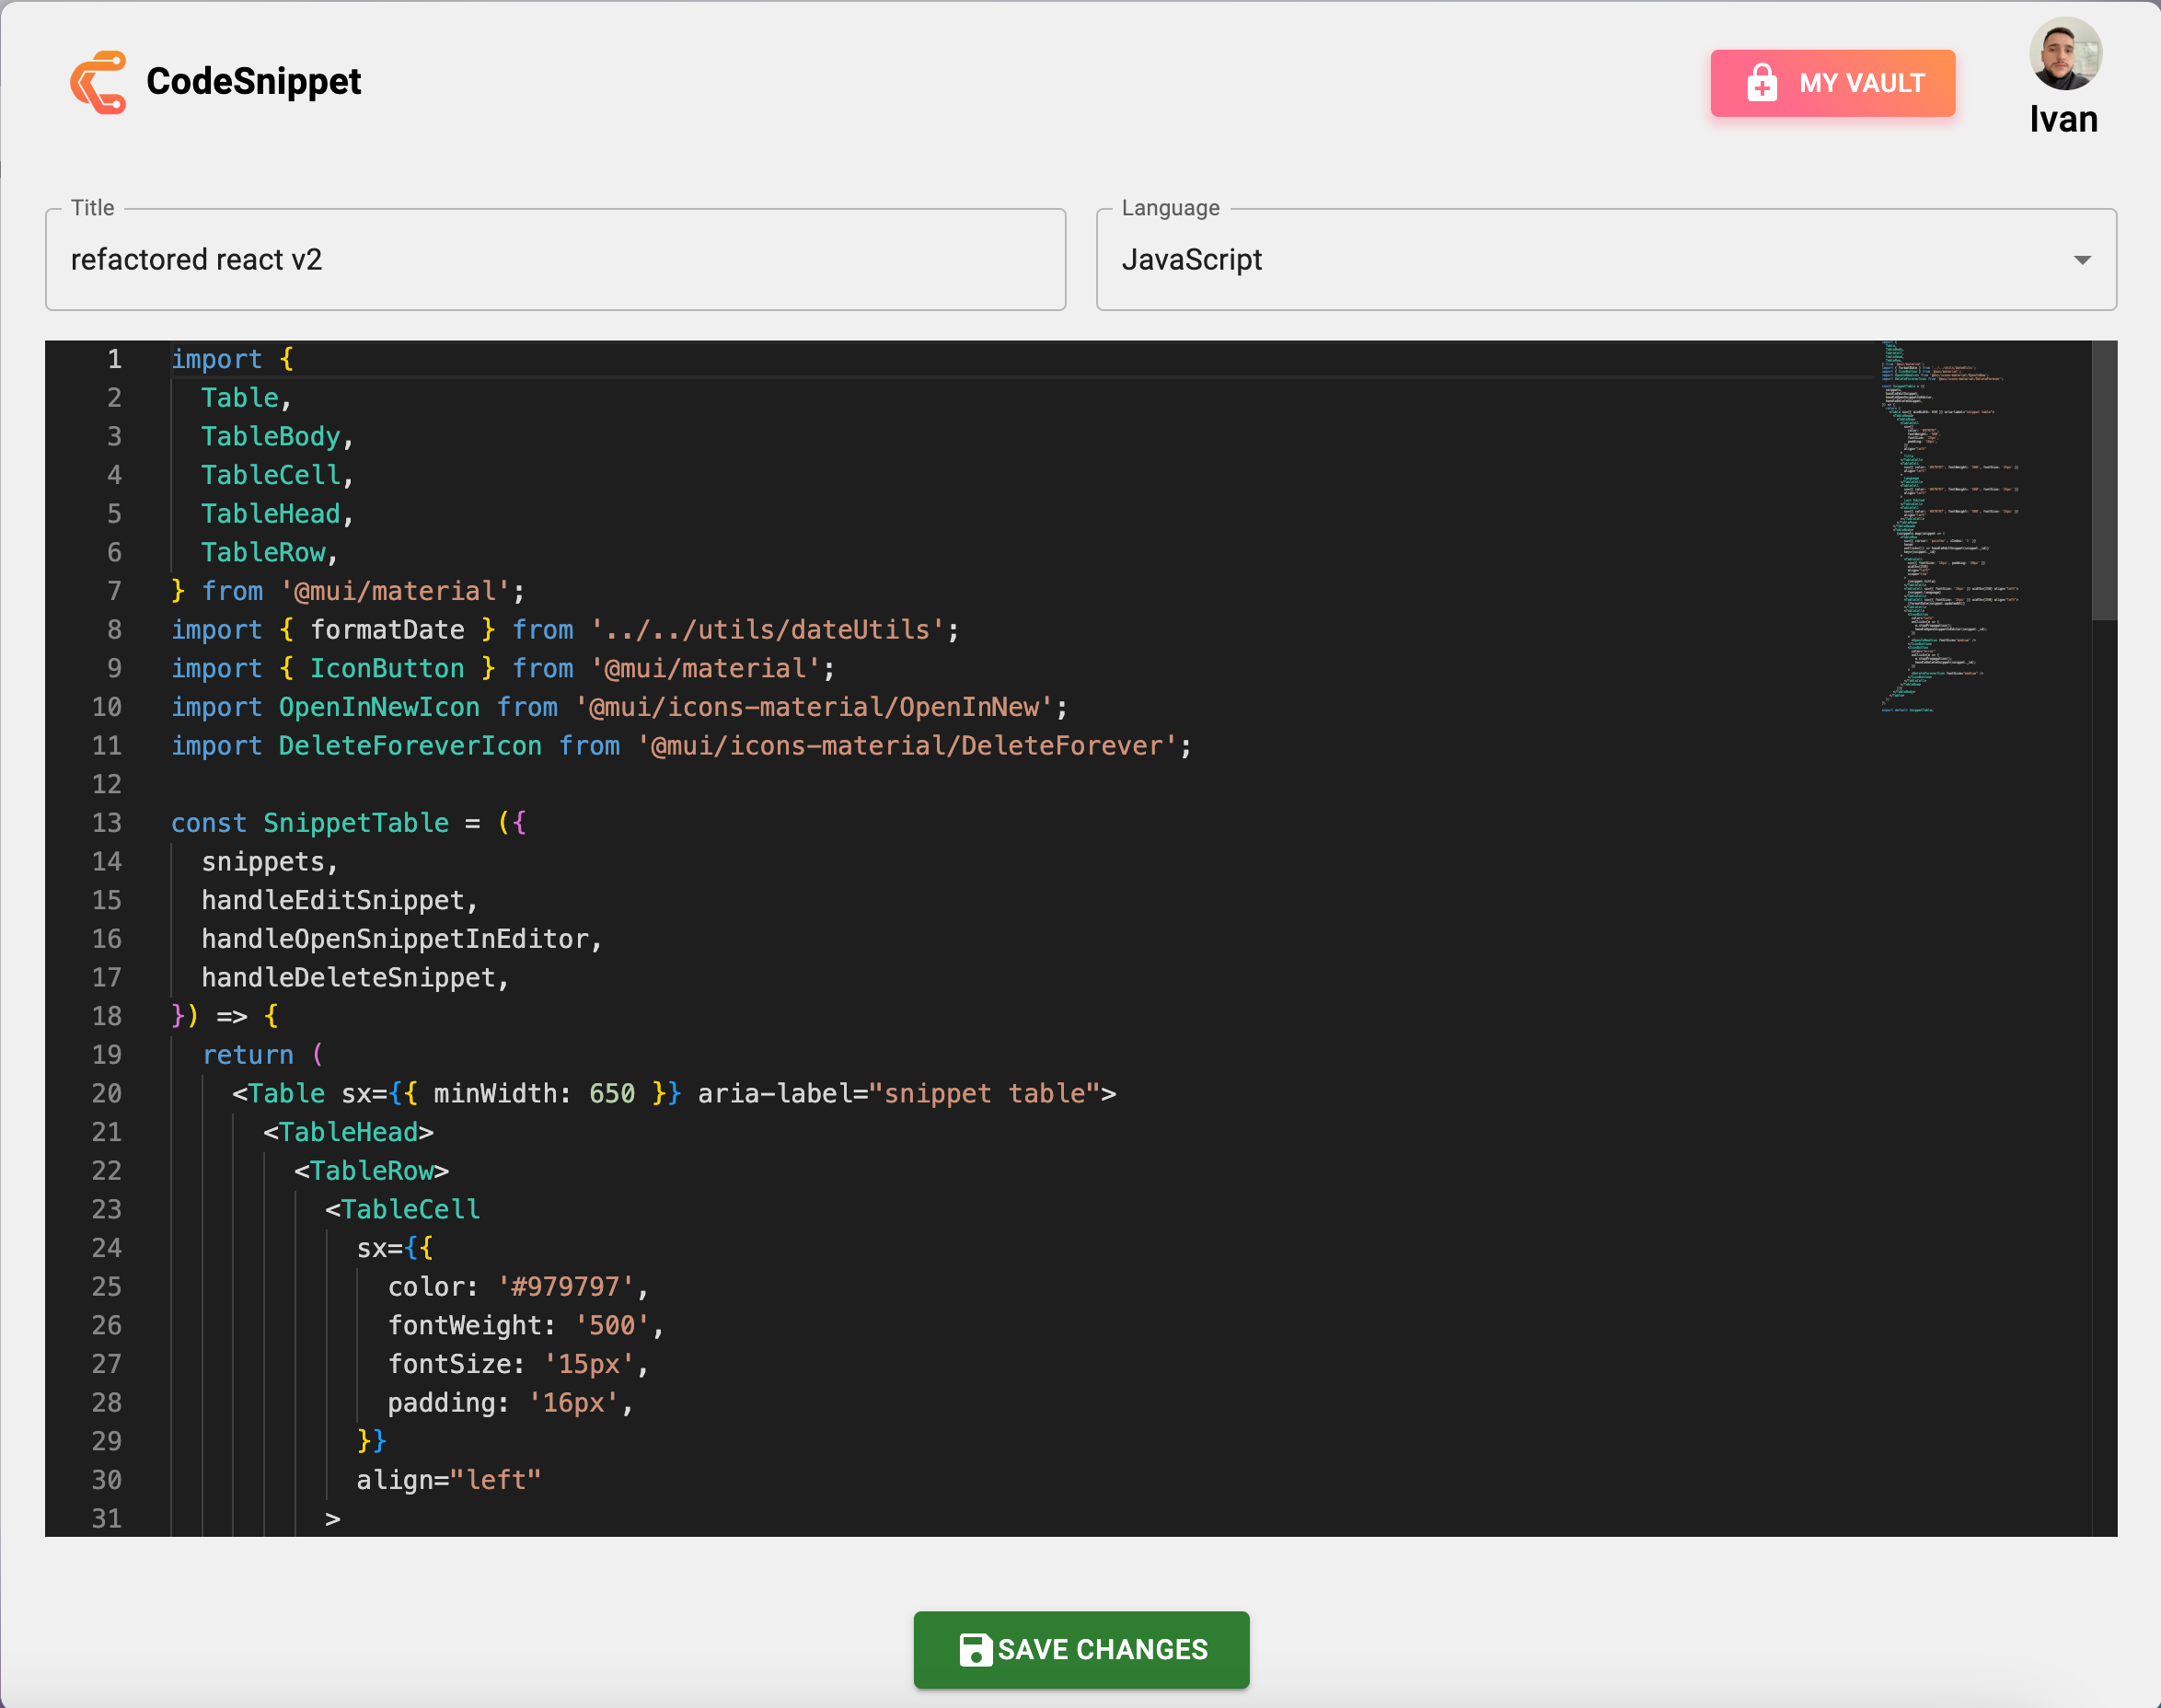 CodeSnippet
MY VAULT
Ivan
Title
refactored react v2
Language
JavaScript
1 import {
2   Table,
3   TableBody,
4   TableCell,
5   TableHead,
6   TableRow,
7 } from '@mui/material';
8 import { formatDate } from '../../utils/dateUtils';
9 import { IconButton } from '@mui/material';
10 import OpenInNewIcon from '@mui/icons-material/OpenInNew';
11 import DeleteForeverIcon from '@mui/icons-material/DeleteForever';
12
13 const SnippetTable = ({
14   snippets,
15   handleEditSnippet,
16   handleOpenSnippetInEditor,
17   handleDeleteSnippet,
18 }) => {
19   return (
20     <Table sx={{ minWidth: 650 }} aria-label="snippet table">
21       <TableHead>
22         <TableRow>
23           <TableCell
24             sx={{
25               color: '#979797',
26               fontWeight: '500',
27               fontSize: '15px',
28               padding: '16px',
29             }}
30             align="left"
31           >
SAVE CHANGES